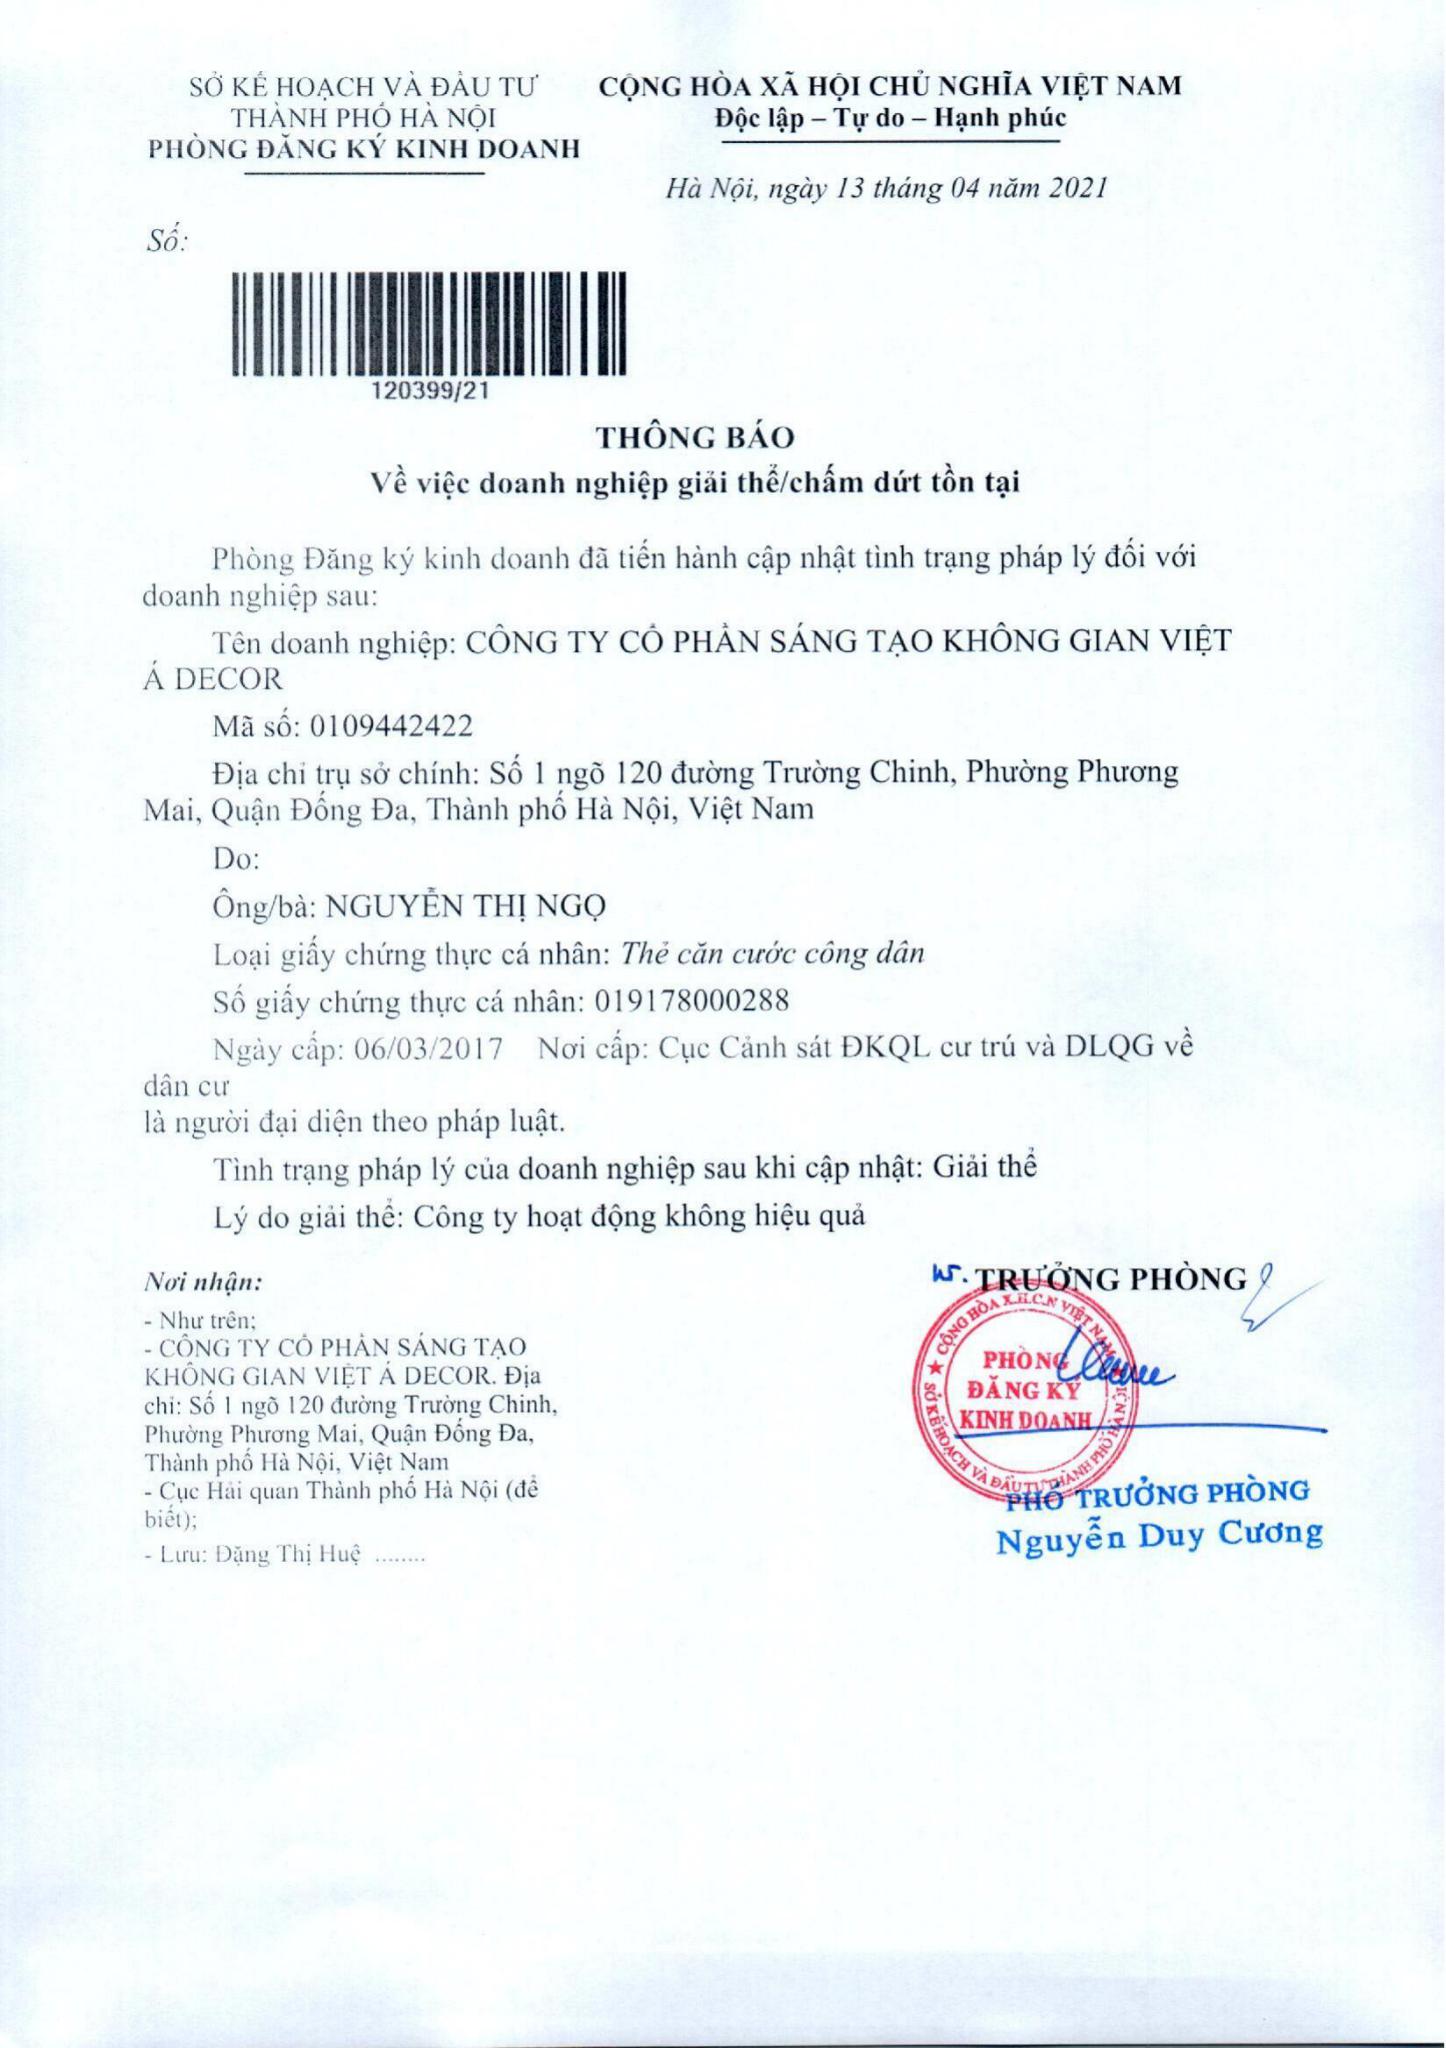 SỞ KẾ HOẠCH VÀ ĐẦU TƯ
THÀNH PHỐ HÀ NỘI
PHÒNG ĐĂNG KÝ KINH DOANH
CỘNG HÒA XÃ HỘI CHỦ NGHĨA VIỆT NAM
Độc lập – Tự do – Hạnh phúc
Hà Nội, ngày 13 tháng 04 năm 2021
Số:
120399/21
THÔNG BÁO
Về việc doanh nghiệp giải thể/chấm dứt tồn tại
Phòng Đăng ký kinh doanh đã tiến hành cập nhật tình trạng pháp lý đối với
doanh nghiệp sau:
Tên doanh nghiệp: CÔNG TY CỔ PHẦN SÁNG TẠO KHÔNG GIAN VIỆT
Á DECOR
Mã số: 0109442422
Địa chỉ trụ sở chính: Số 1 ngõ 120 đường Trường Chinh, Phường Phương
Mai, Quận Đống Đa, Thành phố Hà Nội, Việt Nam
Do:
Ông/bà: NGUYỄN THỊ NGỌ
Loại giấy chứng thực cá nhân: Thẻ căn cước công dân
Số giấy chứng thực cá nhân: 019178000288
Ngày cấp: 06/03/2017 Nơi cấp: Cục Cảnh sát ĐKQL cư trú và DLQG về
dân cư
là người đại diện theo pháp luật.
Tình trạng pháp lý của doanh nghiệp sau khi cập nhật: Giải thể
Lý do giải thể: Công ty hoạt động không hiệu quả
Nơi nhận:
- Như trên;
- CÔNG TY CỔ PHẦN SÁNG TẠO
KHÔNG GIAN VIỆT Á DECOR. Địa
chỉ: Số 1 ngõ 120 đường Trường Chinh,
Phường Phương Mai, Quận Đống Đa,
Thành phố Hà Nội, Việt Nam
- Cục Hải quan Thành phố Hà Nội (để
biết);
- Lưu: Đặng Thị Huệ ........
TRƯỞNG PHÒNG
CỘNG HÒA X.H.C.N VIỆT NAM
PHÒNG
ĐĂNG KÝ
KINH DOANH
SỞ KẾ HOẠCH VÀ ĐẦU TƯ THÀNH PHỐ HÀ NỘI
PHÓ TRƯỞNG PHÒNG
Nguyễn Duy Cương